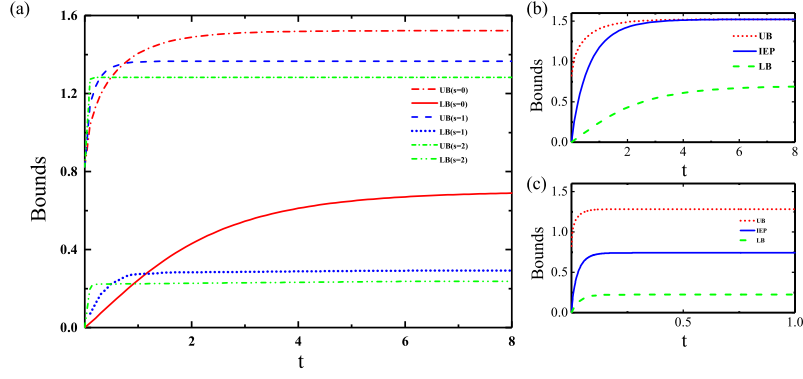 (a)
Bounds
1.6
1.2
0.8
0.4
0.0
0 2 4 6 8
t
UB(s=0)
LB(s=0)
UB(s=1)
LB(s=1)
UB(s=2)
LB(s=2)
(b)
Bounds
1.5
1.0
0.5
0.0
2 4 6 8
t
UB
IEP
LB
(c)
Bounds
1.5
1.0
0.5
0.0
0.5 1.0
t
UB
IEP
LB